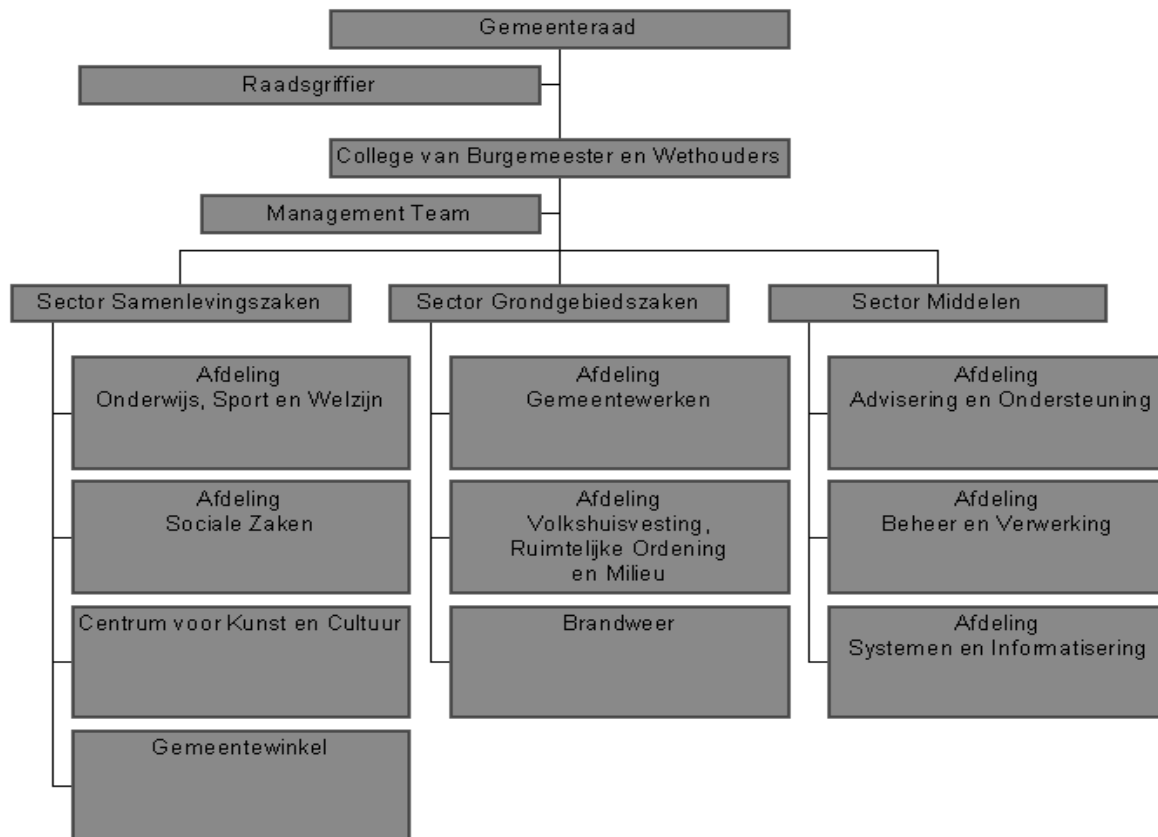 Gemeenteraad
Raadsgriffier
College van Burgemeester en Wethouders
Management Team
Sector Samenlevingszaken
Sector Grondgebiedszaken
Sector Middelen
Afdeling
Onderwijs, Sport en Welzijn
Afdeling
Gemeentewerken
Afdeling
Advisering en Ondersteuning
Afdeling
Sociale Zaken
Afdeling
Volkshuisvesting,
Ruimtelijke Ordening
en Milieu
Afdeling
Beheer en Verwerking
Centrum voor Kunst en Cultuur
Brandweer
Afdeling
Systemen en Informatisering
Gemeentewinkel